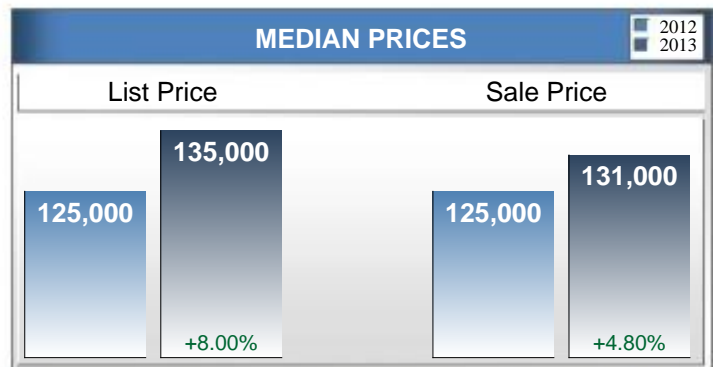 MEDIAN PRICES
2012
2013
List Price
Sale Price
125,000
135,000
+8.00%
125,000
131,000
+4.80%